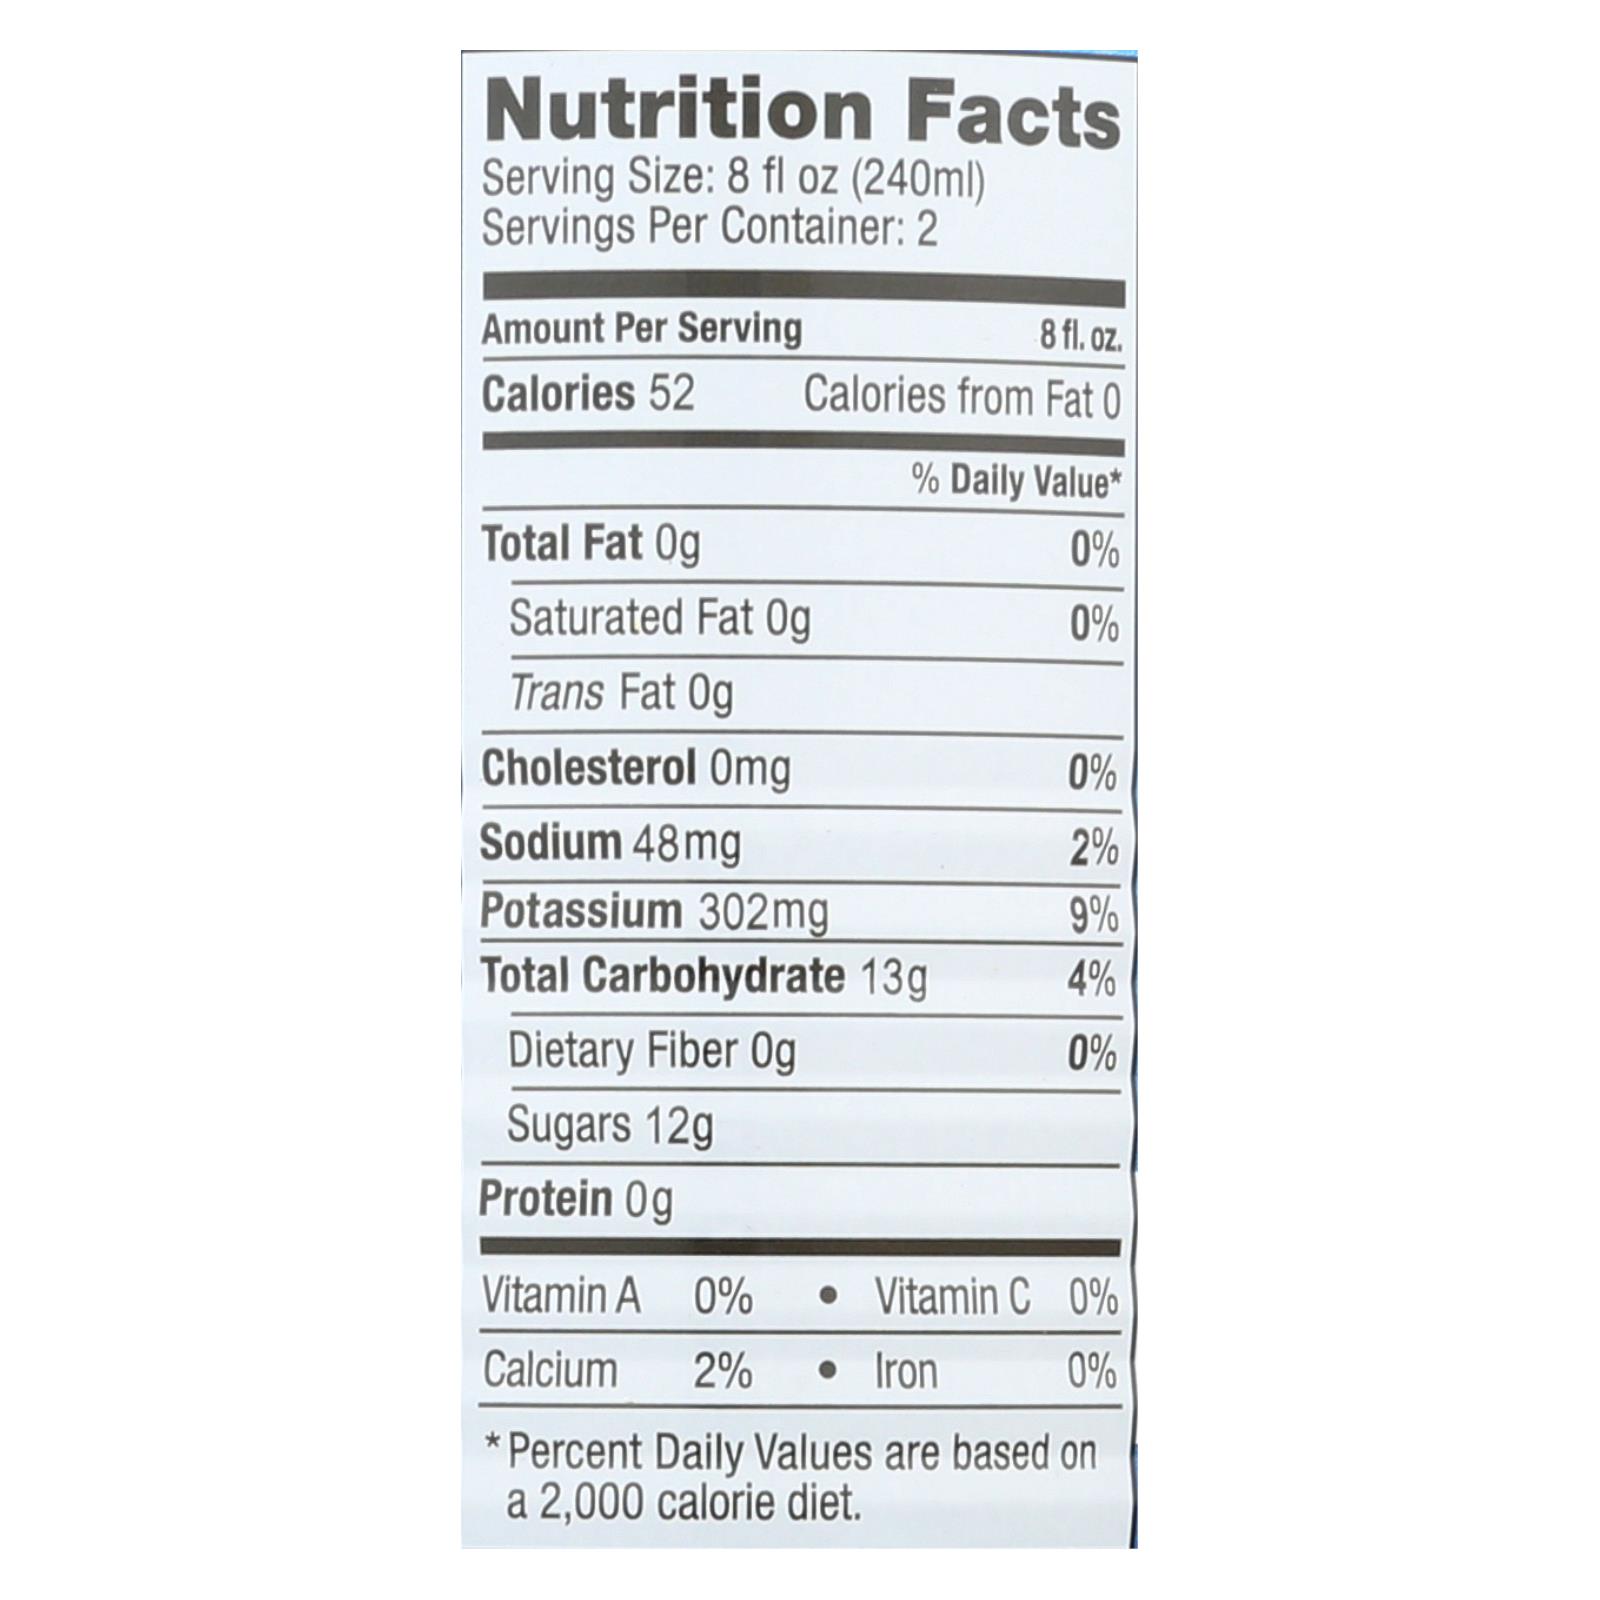 Nutrition Facts
Serving Size: 8 fl oz (240ml)
Servings Per Container: 2
Amount Per Serving 8 fl. oz.
Calories 52 Calories from Fat 0
% Daily Value*
Total Fat 0g 0%
Saturated Fat 0g 0%
Trans Fat 0g
Cholesterol 0mg 0%
Sodium 48mg 2%
Potassium 302mg 9%
Total Carbohydrate 13g 4%
Dietary Fiber 0g 0%
Sugars 12g
Protein 0g
Vitamin A 0% • Vitamin C 0%
Calcium 2% • Iron 0%
*Percent Daily Values are based on
a 2,000 calorie diet.